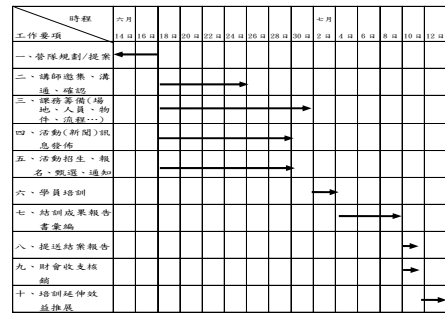 時程 六月 七月
工作要項 14日 16日 18日 20日 22日 24日 26日 28日 30日 2日 4日 6日 8日 10日 12日
一、營隊規劃/提案
二、講師邀集、溝
通、確認
三、課務籌備(場
地、人員、物
件、流程…)
四、活動(新聞)訊
息發佈
五、活動招生、報
名、甄選、通知
六、學員培訓
七、結訓成果報告
書彙編
八、提送結案報告
九、財會收支核
銷
十、培訓延伸效
益推展